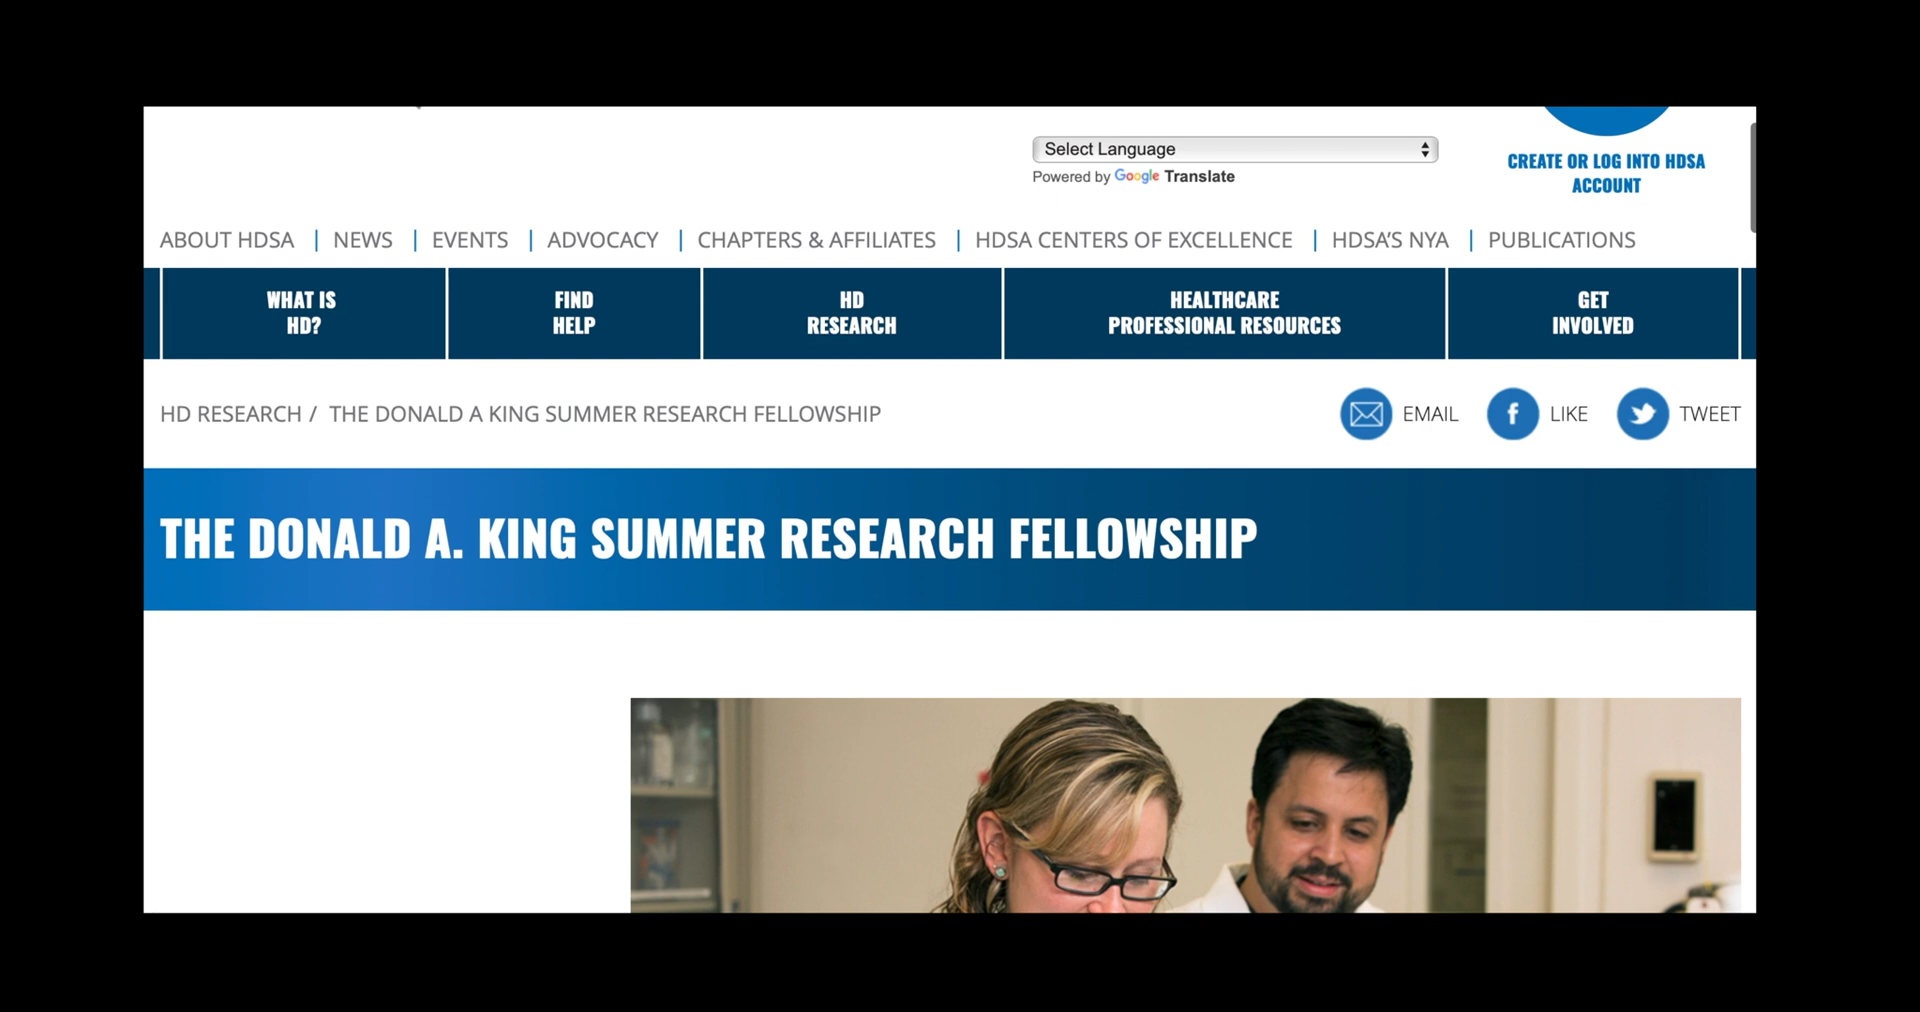 Select Language
Powered by Google Translate
CREATE OR LOG INTO HDSA
ACCOUNT
ABOUT HDSA | NEWS | EVENTS | ADVOCACY | CHAPTERS & AFFILIATES | HDSA CENTERS OF EXCELLENCE | HDSA'S NYA | PUBLICATIONS
WHAT IS
HD?
FIND
HELP
HD
RESEARCH
HEALTHCARE
PROFESSIONAL RESOURCES
GET
INVOLVED
HD RESEARCH / THE DONALD A KING SUMMER RESEARCH FELLOWSHIP
EMAIL
LIKE
TWEET
THE DONALD A. KING SUMMER RESEARCH FELLOWSHIP